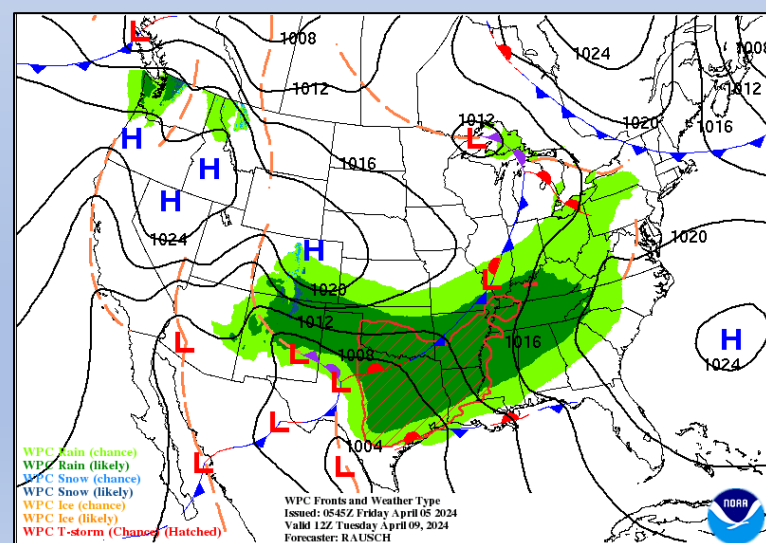 L
1008
1024
1008
1012
1012
1012
L
1020
1016
H
1016
H
H
1024
H
1020
1020
L
1012
L
1016
H
L
1008
1024
L
L
1004
L
L
WPC Rain (chance)
WPC Rain (likely)
WPC Snow (chance)
WPC Snow (likely)
WPC Ice (chance)
WPC Ice (likely)
WPC T-storm (Chance) (Hatched)
WPC Fronts and Weather Type
Issued: 0545Z Friday April 05 2024
Valid 12Z Tuesday April 09, 2024
Forecaster: RAUSCH
NOAA